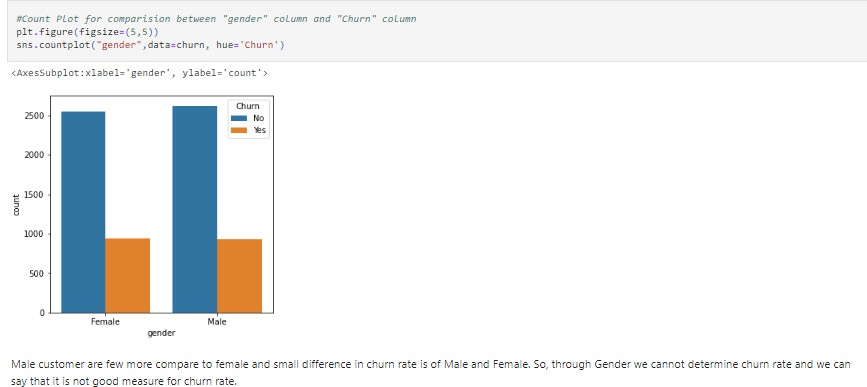 #Count Plot for comparision between "gender" column and "Churn" column
plt.figure(figsize=(5,5))
sns.countplot("gender",data=churn, hue='Churn')
<AxesSubplot:xlabel='gender', ylabel='count'>
Churn
No
Yes
2500
2000
1500
1000
500
0
count
Female
Male
gender
Male customer are few more compare to female and small difference in churn rate is of Male and Female. So, through Gender we cannot determine churn rate and we can
say that it is not good measure for churn rate.